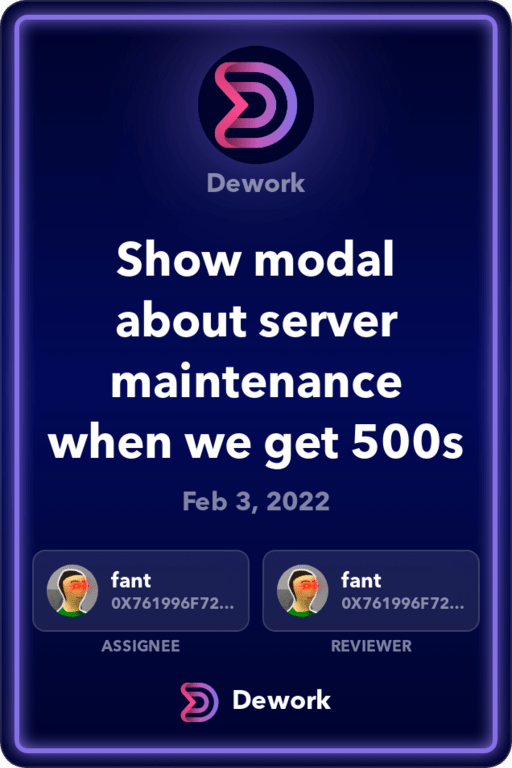 Dework
Show modal
about server
maintenance
when we get 500s
Feb 3, 2022
fant
0X761996F72...
ASSIGNEE
fant
0X761996F72...
REVIEWER
Dework